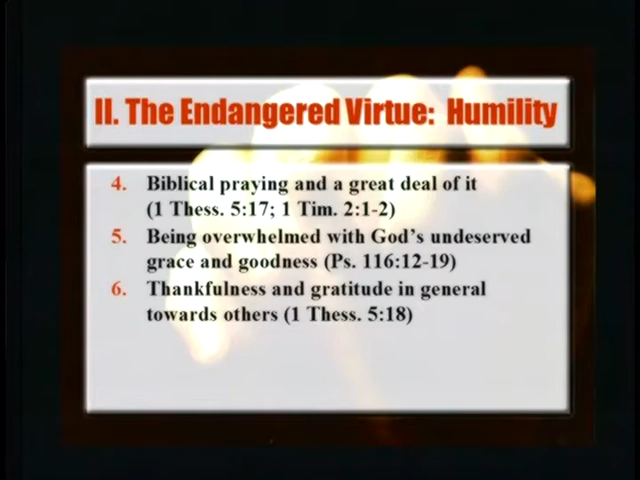 II. The Endangered Virtue: Humility
4. Biblical praying and a great deal of it
(1 Thess. 5:17; 1 Tim. 2:1-2)
5. Being overwhelmed with God's undeserved
grace and goodness (Ps. 116:12-19)
6. Thankfulness and gratitude in general
towards others (1 Thess. 5:18)